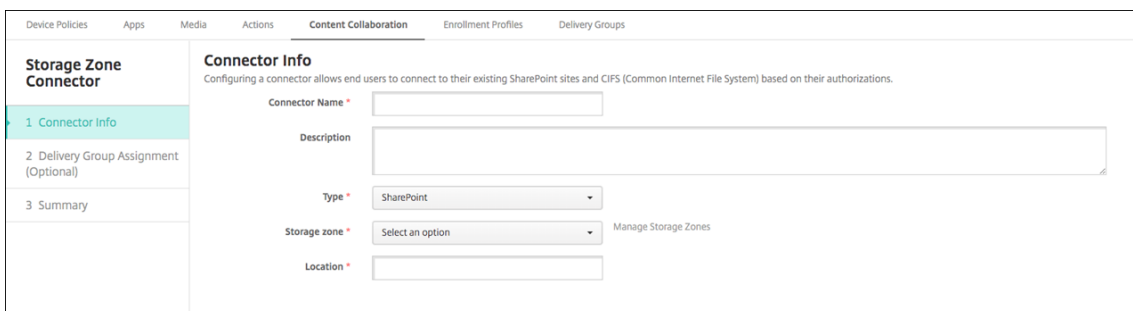 Device Policies Apps Media Actions Content Collaboration Enrollment Profiles Delivery Groups
Storage Zone
Connector
1 Connector Info
2 Delivery Group Assignment
(Optional)
3 Summary
Connector Info
Configuring a connector allows end users to connect to their existing SharePoint sites and CIFS (Common Internet File System) based on their authorizations.
Connector Name *
Description
Type * SharePoint
Storage zone * Select an option Manage Storage Zones
Location *